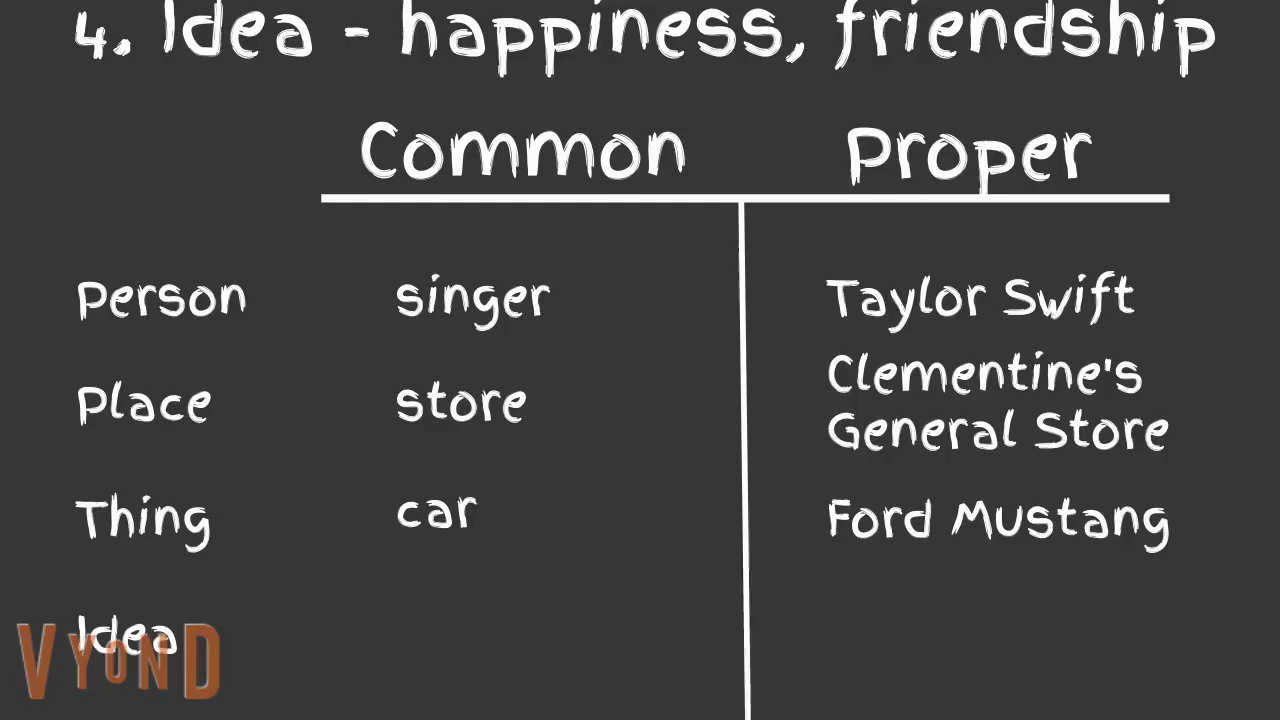 4. Idea - happiness, friendship
Common Proper
Person singer Taylor Swift
Clementine's
Place store
General Store
Thing car Ford Mustang
Idea
VYOND